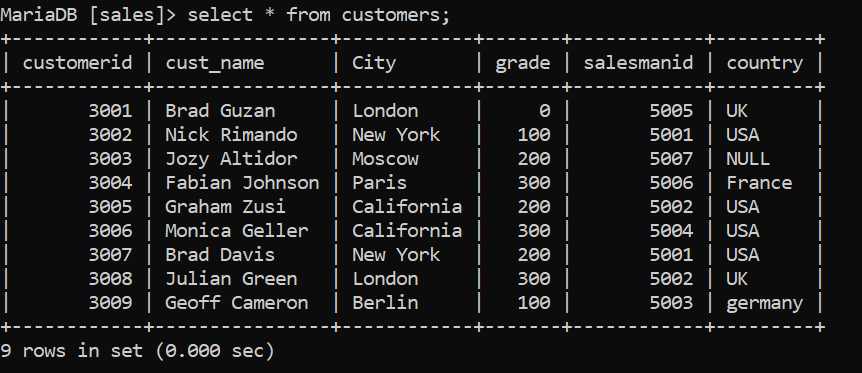 MariaDB [sales]> select * from customers;
+------------+----------------+------------+-------+------------+---------+
| customerid | cust_name      | City       | grade | salesmanid | country |
+------------+----------------+------------+-------+------------+---------+
|       3001 | Brad Guzan     | London     |     0 |       5005 | UK      |
|       3002 | Nick Rimando   | New York   |   100 |       5001 | USA     |
|       3003 | Jozy Altidor   | Moscow     |   200 |       5007 | NULL    |
|       3004 | Fabian Johnson | Paris      |   300 |       5006 | France  |
|       3005 | Graham Zusi    | California |   200 |       5002 | USA     |
|       3006 | Monica Geller  | California |   300 |       5004 | USA     |
|       3007 | Brad Davis     | New York   |   200 |       5001 | USA     |
|       3008 | Julian Green   | London     |   300 |       5002 | UK      |
|       3009 | Geoff Cameron  | Berlin     |   100 |       5003 | germany |
+------------+----------------+------------+-------+------------+---------+
9 rows in set (0.000 sec)